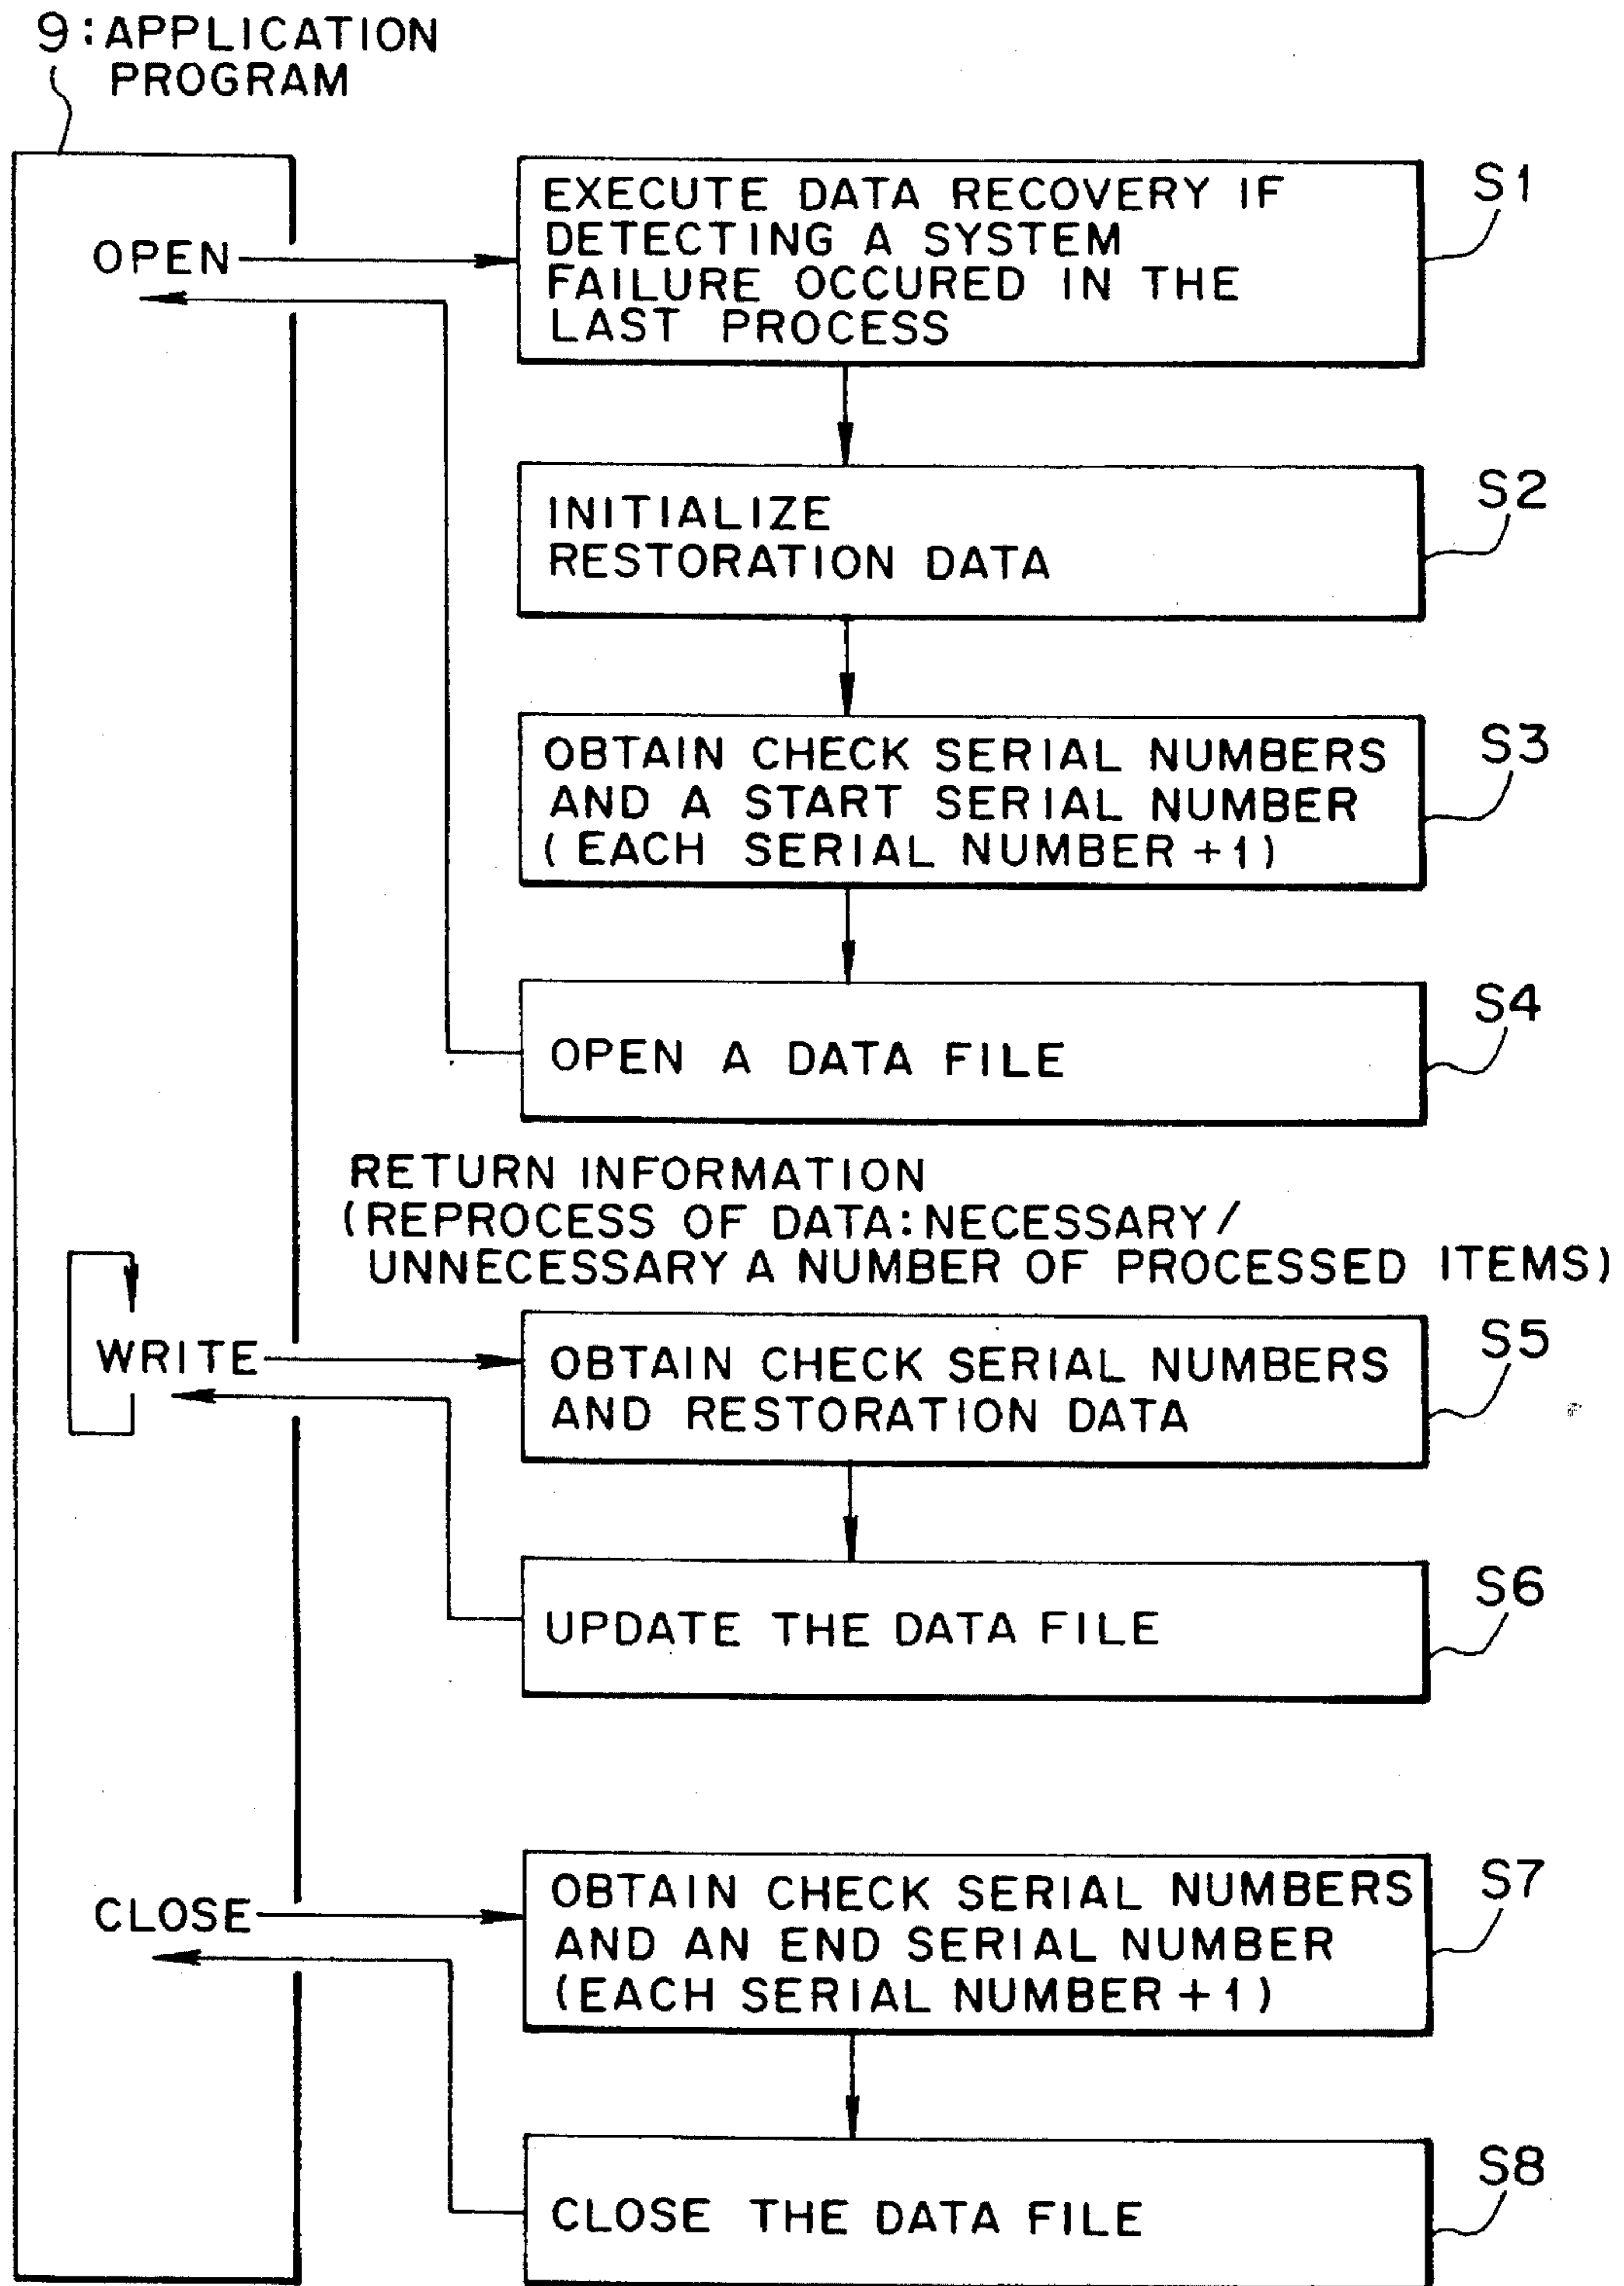 9:APPLICATION
PROGRAM
OPEN
EXECUTE DATA RECOVERY IF
DETECTING A SYSTEM
FAILURE OCCURED IN THE
LAST PROCESS
S1
INITIALIZE
RESTORATION DATA
S2
OBTAIN CHECK SERIAL NUMBERS
AND A START SERIAL NUMBER
(EACH SERIAL NUMBER +1)
S3
OPEN A DATA FILE
S4
RETURN INFORMATION
(REPROCESS OF DATA:NECESSARY/
UNNECESSARY A NUMBER OF PROCESSED ITEMS)
WRITE
OBTAIN CHECK SERIAL NUMBERS
AND RESTORATION DATA
S5
UPDATE THE DATA FILE
S6
CLOSE
OBTAIN CHECK SERIAL NUMBERS
AND AN END SERIAL NUMBER
(EACH SERIAL NUMBER +1)
S7
CLOSE THE DATA FILE
S8